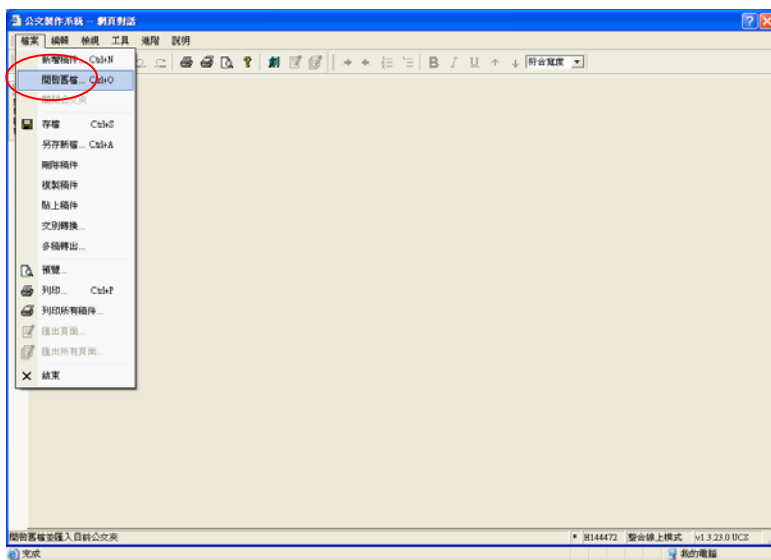 公文製作系統 -- 網頁對話
檔案 編輯 檢視 工具 進階 說明
新增稿件... Ctrl+N
開啟舊檔... Ctrl+O
存檔 Ctrl+S
另存新檔... Ctrl+A
刪除稿件
複製稿件
貼上稿件
文別轉換...
多稿轉出...
預覽...
列印... Ctrl+P
列印所有稿件...
匯出頁面...
匯出所有頁面...
結束
創
B I U
符合寬度
開啟舊檔並匯入目前公文夾
* H144472 整合線上模式 v1.3.23.0 UCS
完成 我的電腦